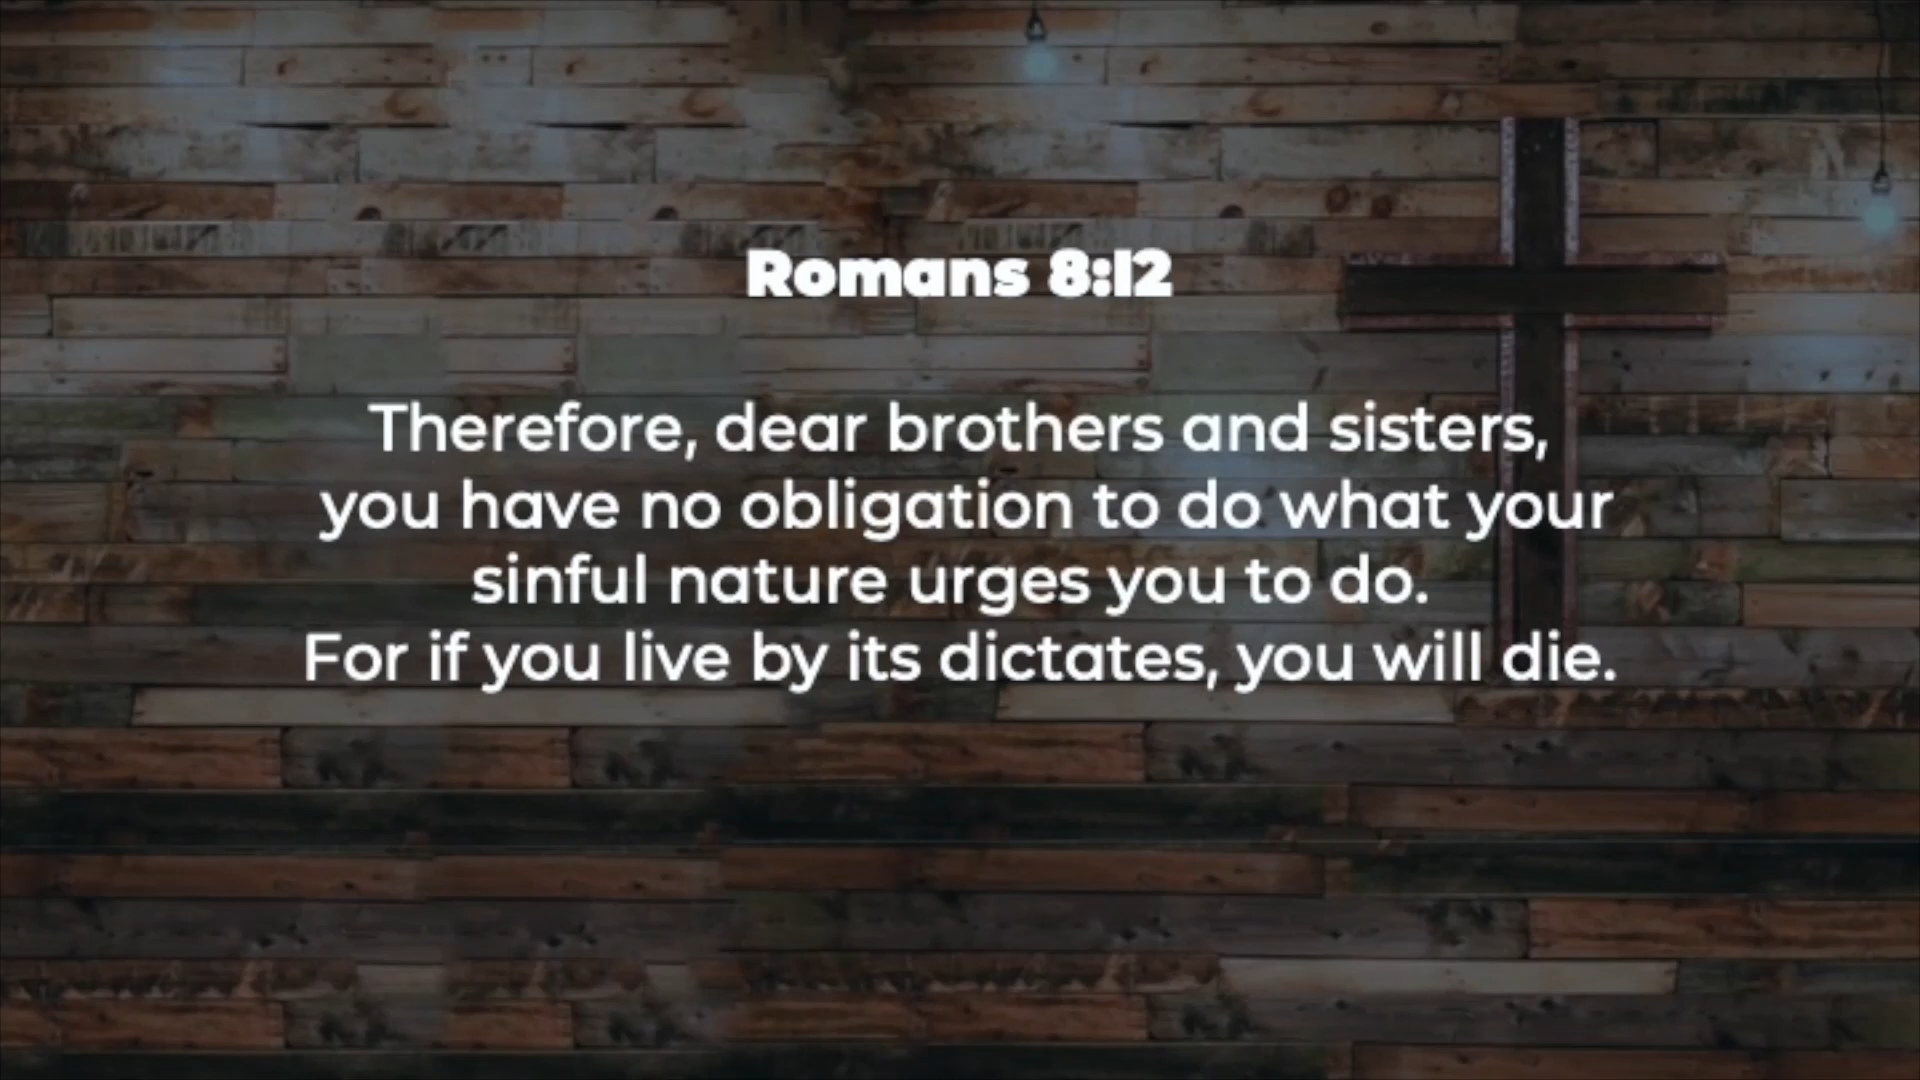 Romans 8:12
Therefore, dear brothers and sisters,
you have no obligation to do what your
sinful nature urges you to do.
For if you live by its dictates, you will die.